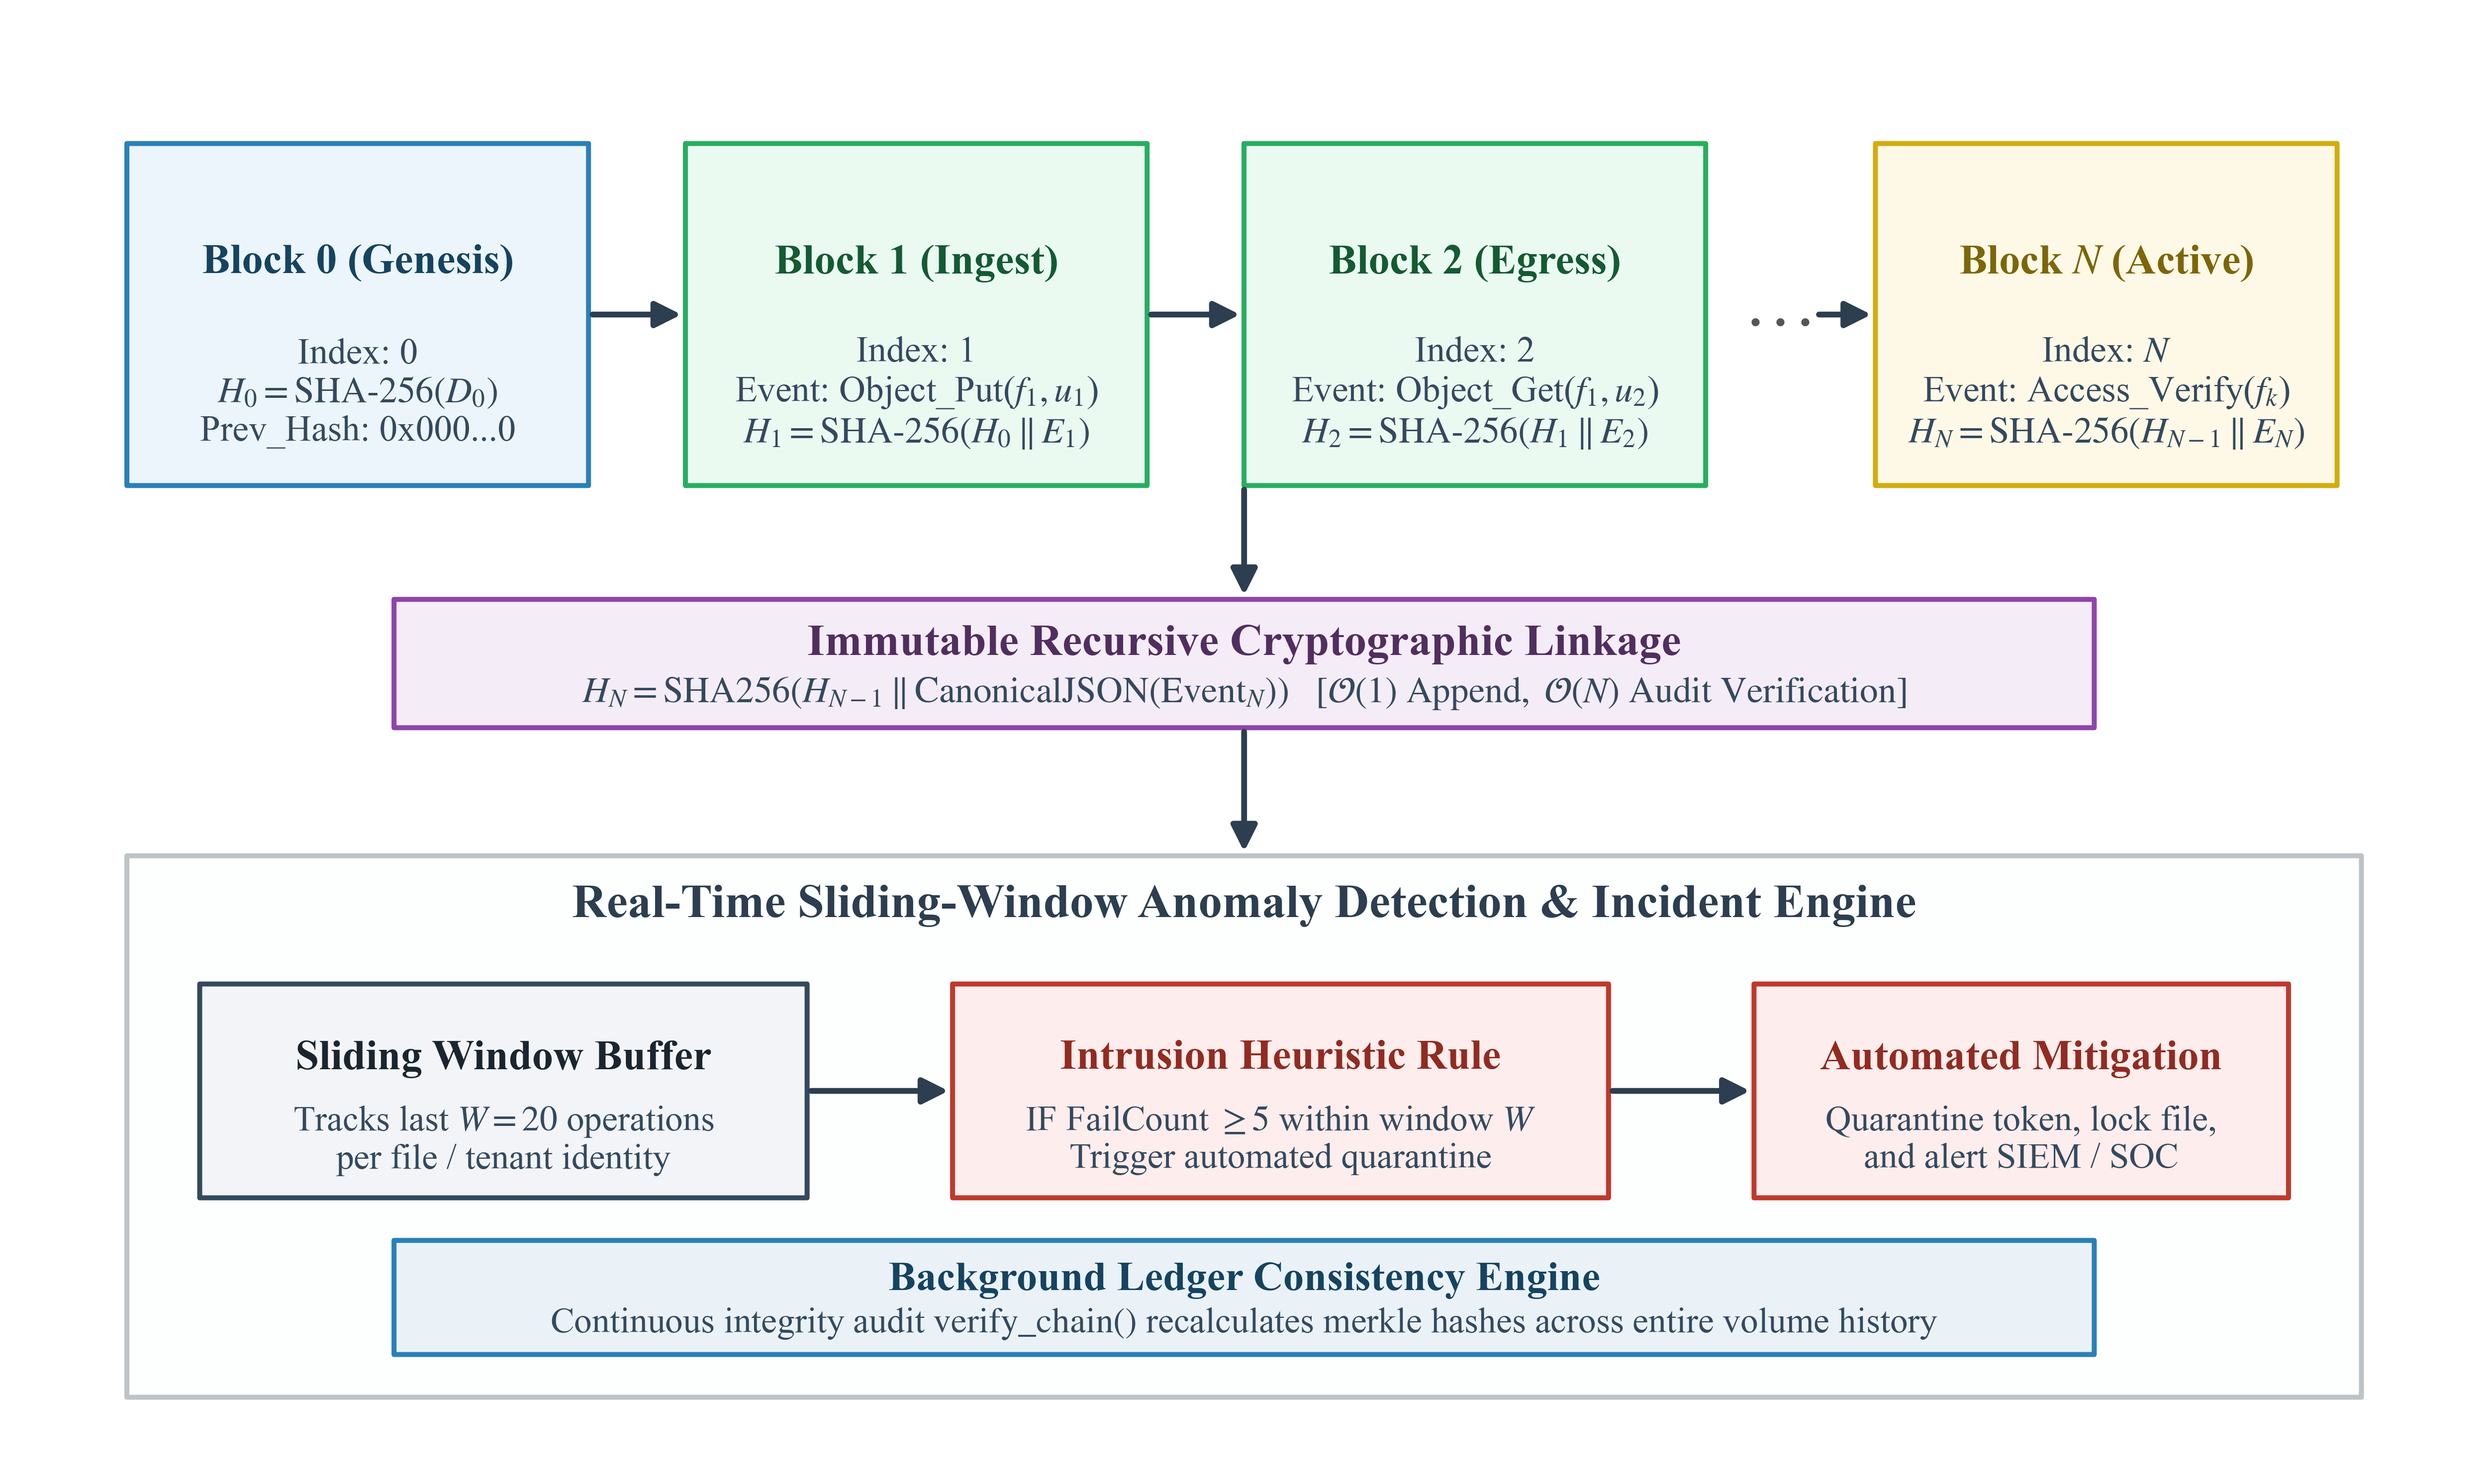 Block 0 (Genesis)
Index: 0
H₀ = SHA-256(D₀)
Prev_Hash: 0x000...0
Block 1 (Ingest)
Index: 1
Event: Object_Put(f₁, u₁)
H₁ = SHA-256(H₀ || E₁)
Block 2 (Egress)
Index: 2
Event: Object_Get(f₁, u₂)
H₂ = SHA-256(H₁ || E₂)
...
Block N (Active)
Index: N
Event: Access_Verify(fₖ)
H_N = SHA-256(H_{N−1} || E_N)
Immutable Recursive Cryptographic Linkage
H_N = SHA256(H_{N−1} || CanonicalJSON(Event_N)) [𝒪(1) Append, 𝒪(N) Audit Verification]
Real-Time Sliding-Window Anomaly Detection & Incident Engine
Sliding Window Buffer
Tracks last W = 20 operations
per file / tenant identity
Intrusion Heuristic Rule
IF FailCount ≥ 5 within window W
Trigger automated quarantine
Automated Mitigation
Quarantine token, lock file,
and alert SIEM / SOC
Background Ledger Consistency Engine
Continuous integrity audit verify_chain() recalculates merkle hashes across entire volume history